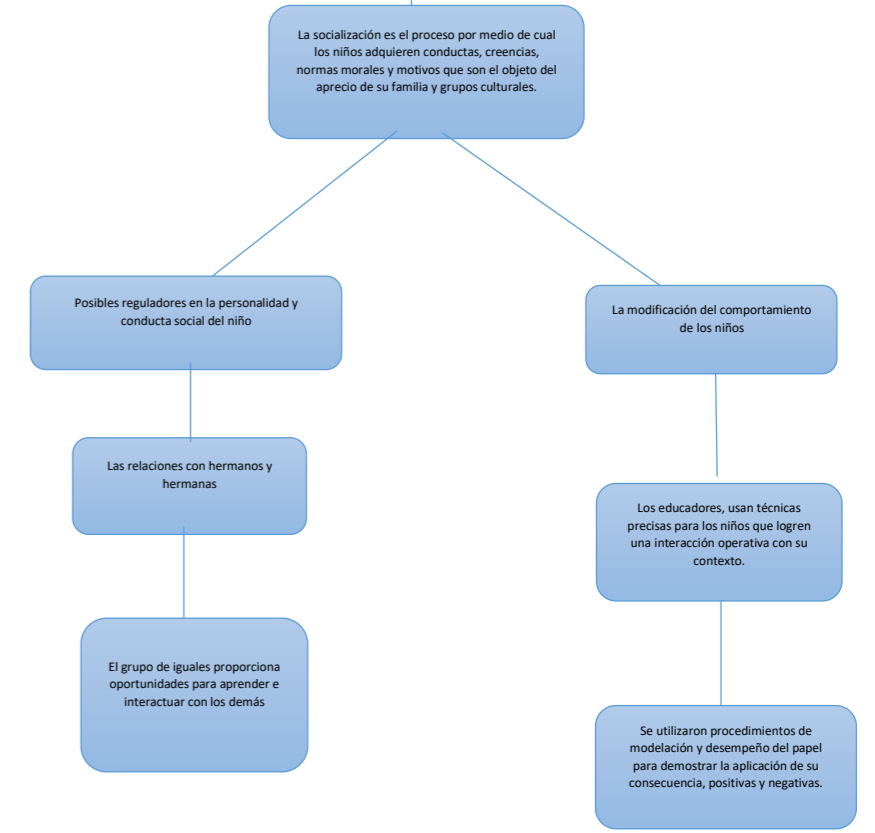 La socialización es el proceso por medio de cual
los niños adquieren conductas, creencias,
normas morales y motivos que son el objeto del
aprecio de su familia y grupos culturales.
Posibles reguladores en la personalidad y
conducta social del niño
La modificación del comportamiento
de los niños
Las relaciones con hermanos y
hermanas
Los educadores, usan técnicas
precisas para los niños que logren
una interacción operativa con su
contexto.
El grupo de iguales proporciona
oportunidades para aprender e
interactuar con los demás
Se utilizaron procedimientos de
modelación y desempeño del papel
para demostrar la aplicación de su
consecuencia, positivas y negativas.